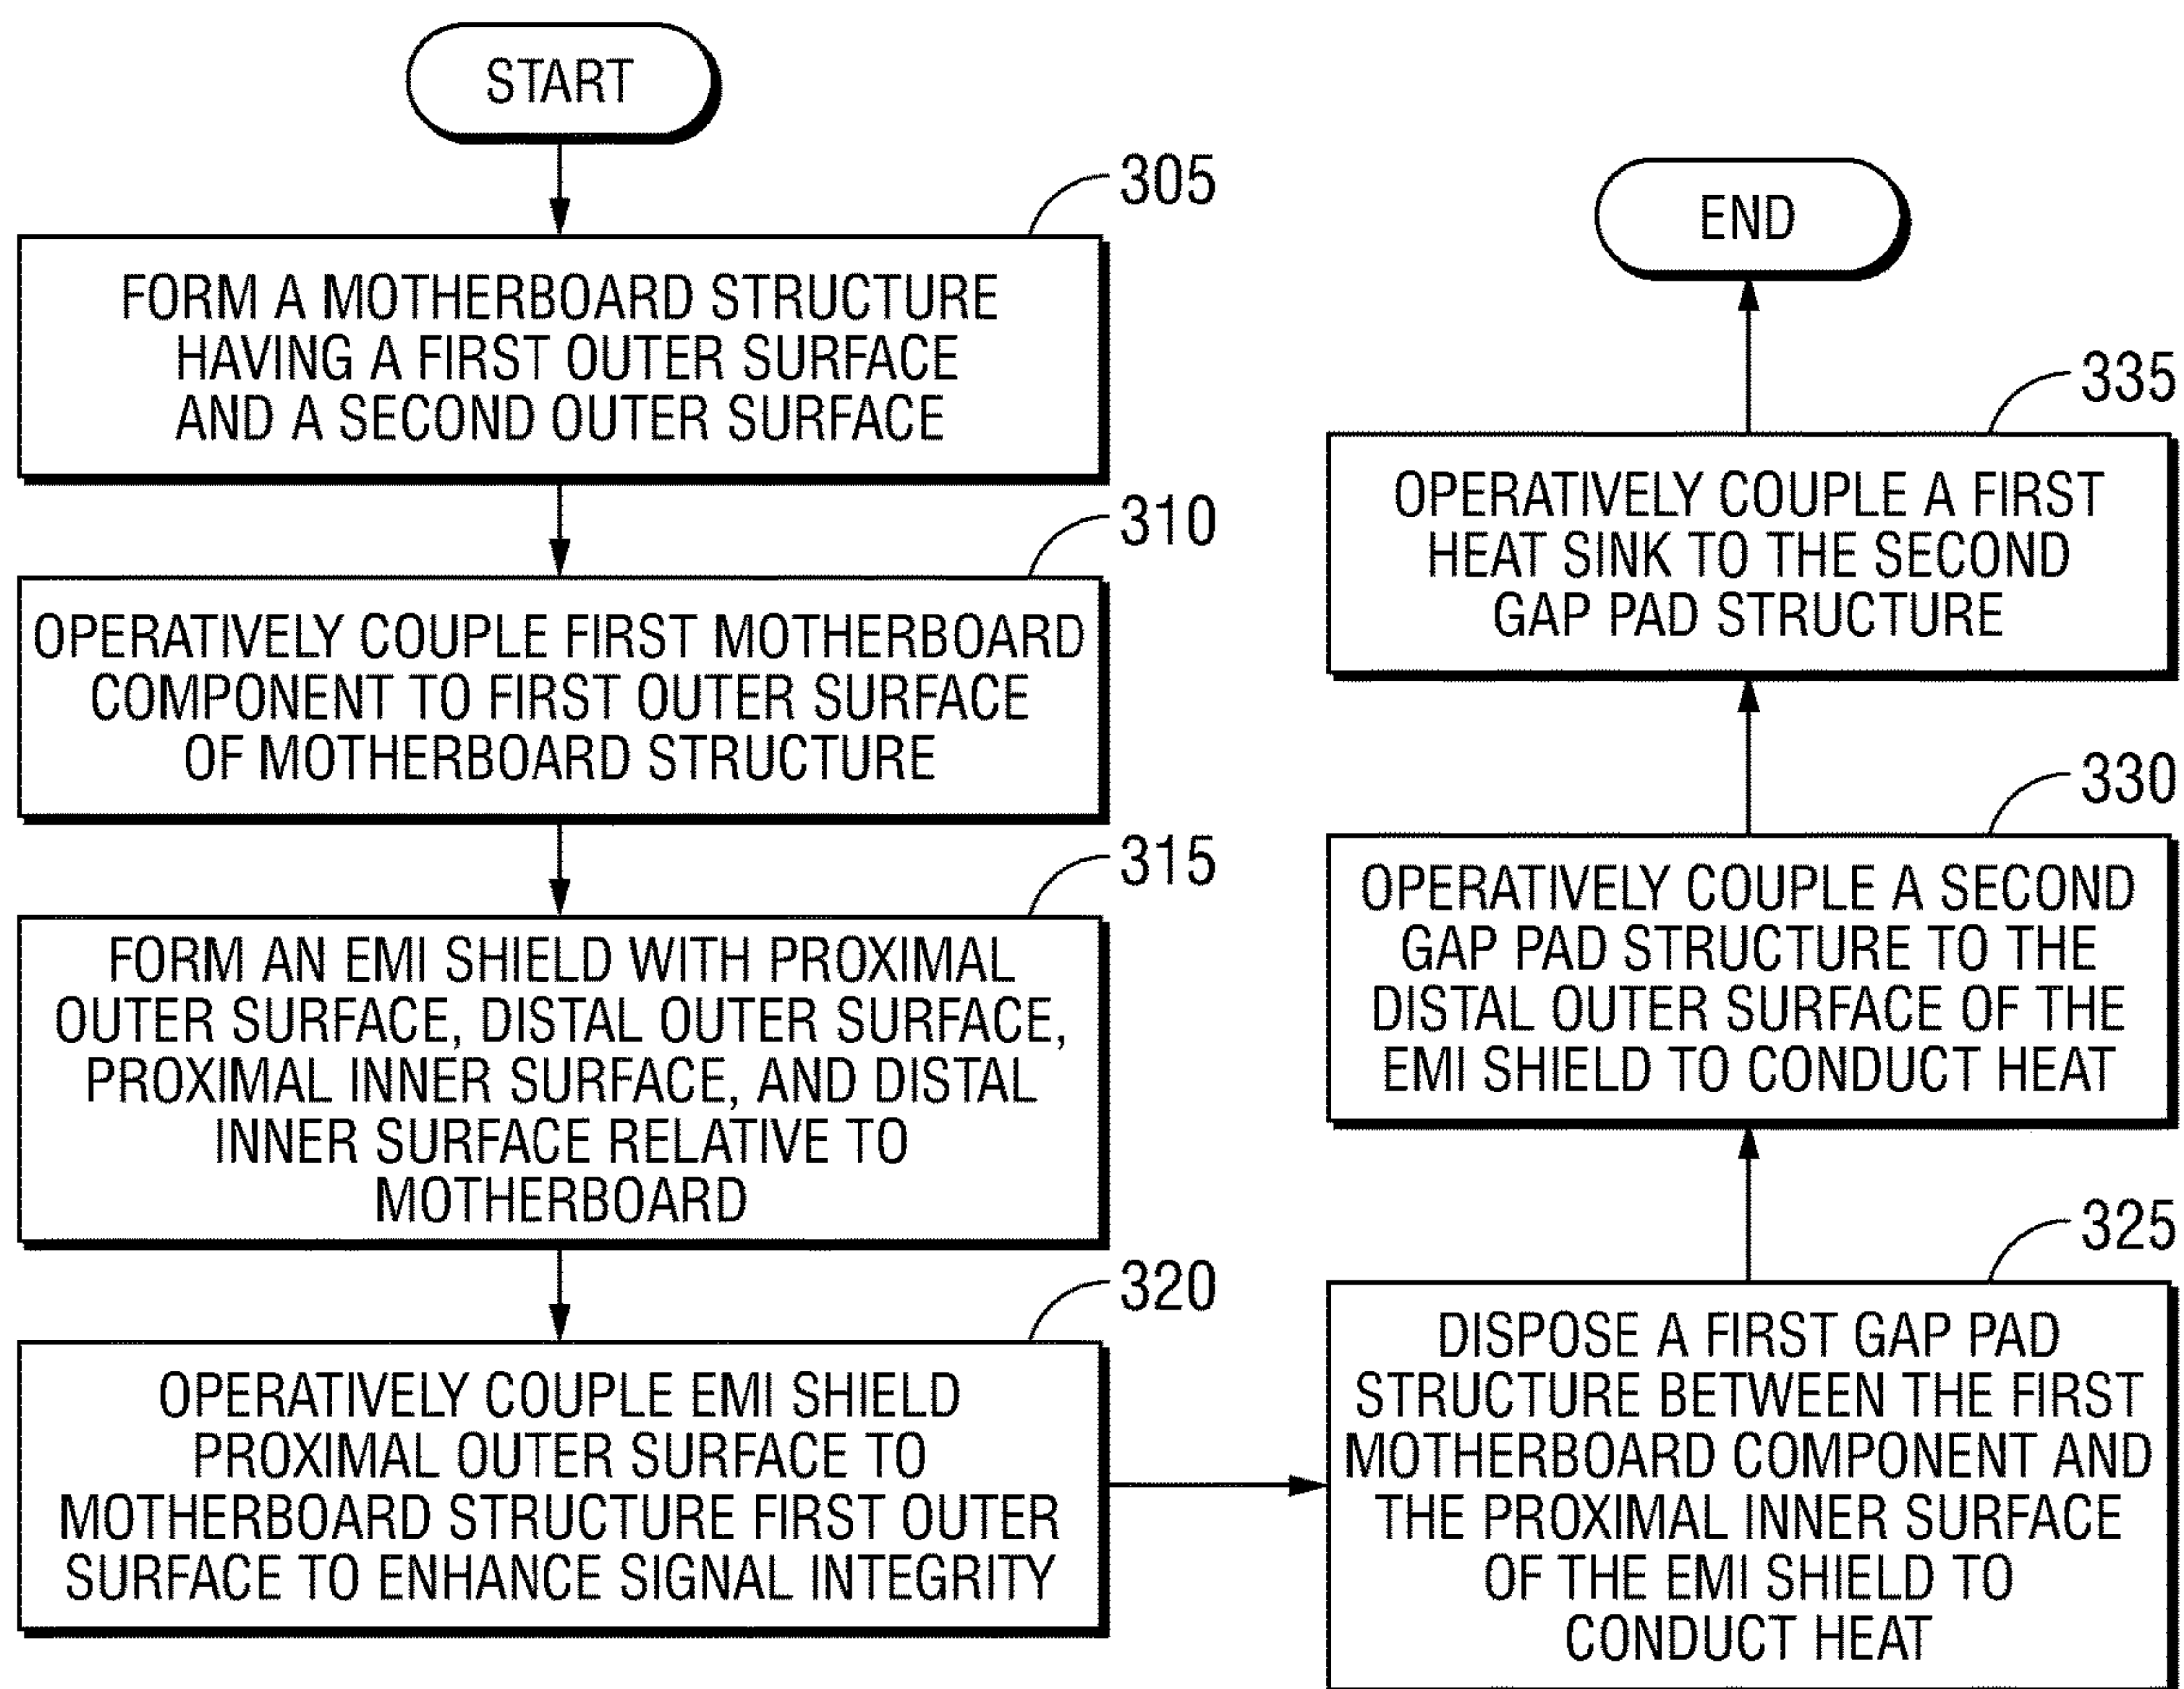 START
305
FORM A MOTHERBOARD STRUCTURE
HAVING A FIRST OUTER SURFACE
AND A SECOND OUTER SURFACE
310
OPERATIVELY COUPLE FIRST MOTHERBOARD
COMPONENT TO FIRST OUTER SURFACE
OF MOTHERBOARD STRUCTURE
315
FORM AN EMI SHIELD WITH PROXIMAL
OUTER SURFACE, DISTAL OUTER SURFACE,
PROXIMAL INNER SURFACE, AND DISTAL
INNER SURFACE RELATIVE TO
MOTHERBOARD
320
OPERATIVELY COUPLE EMI SHIELD
PROXIMAL OUTER SURFACE TO
MOTHERBOARD STRUCTURE FIRST OUTER
SURFACE TO ENHANCE SIGNAL INTEGRITY
325
DISPOSE A FIRST GAP PAD
STRUCTURE BETWEEN THE FIRST
MOTHERBOARD COMPONENT AND
THE PROXIMAL INNER SURFACE
OF THE EMI SHIELD TO
CONDUCT HEAT
330
OPERATIVELY COUPLE A SECOND
GAP PAD STRUCTURE TO THE
DISTAL OUTER SURFACE OF THE
EMI SHIELD TO CONDUCT HEAT
335
OPERATIVELY COUPLE A FIRST
HEAT SINK TO THE SECOND
GAP PAD STRUCTURE
END